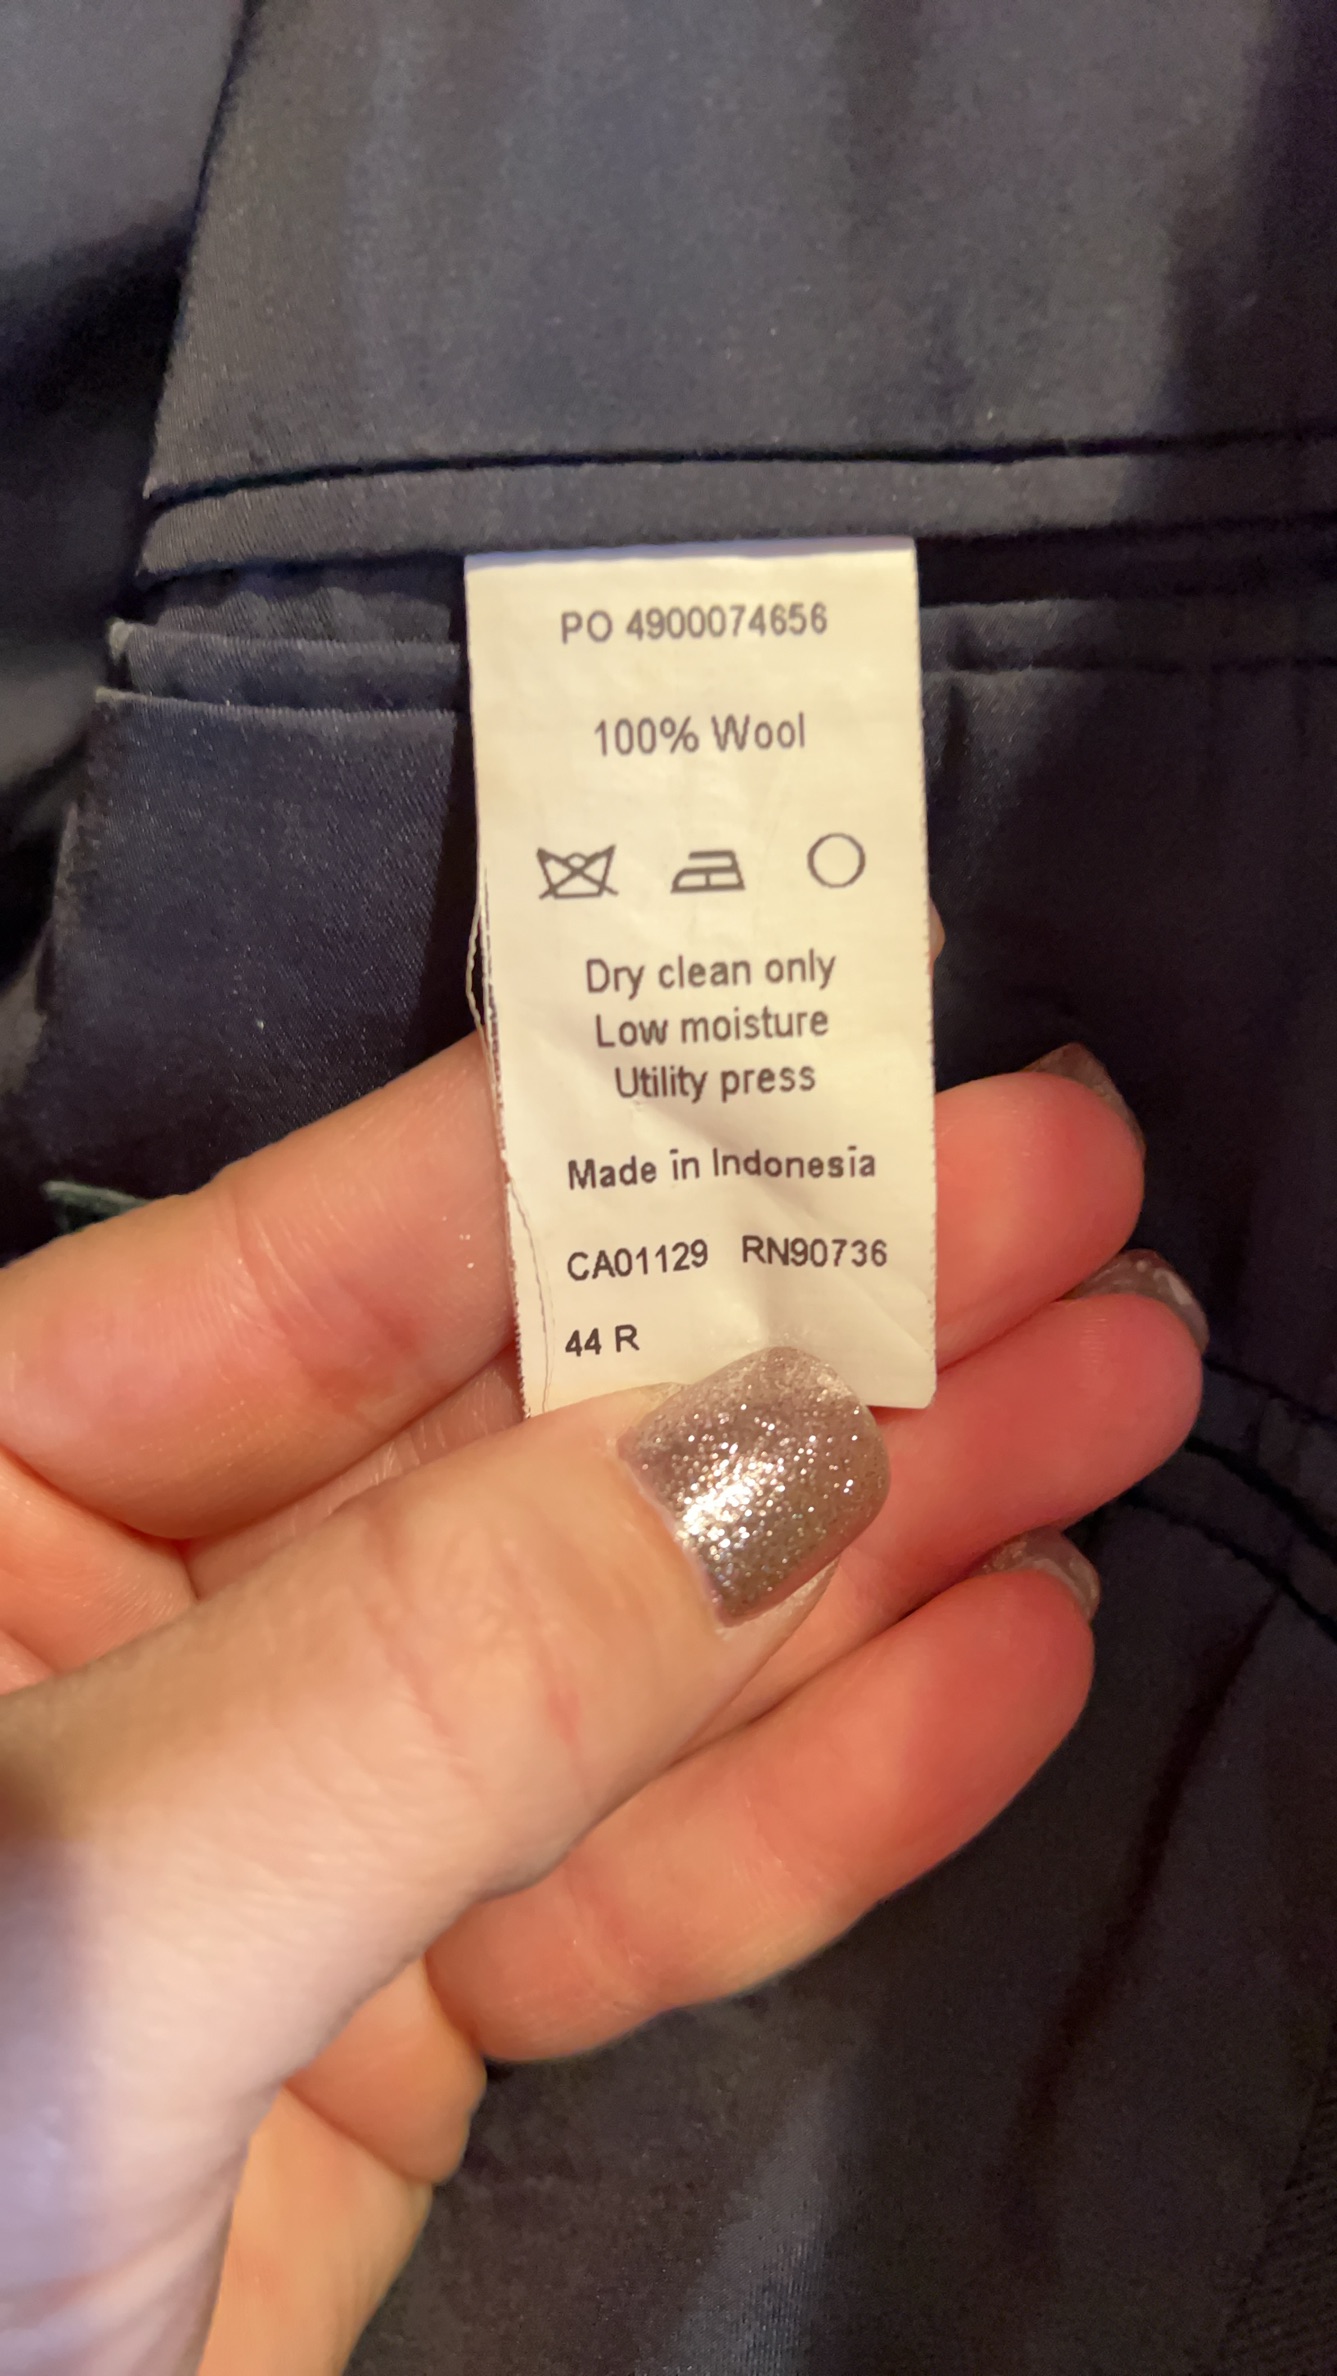 PO 4900074656
100% Wool
Dry clean only
Low moisture
Utility press
Made in Indonesia
CA01129 RN90736
44 R